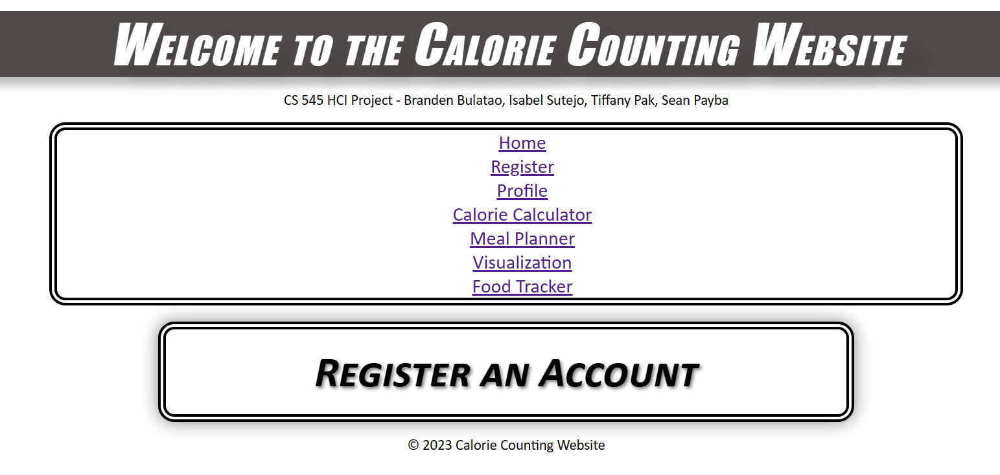 Welcome to the Calorie Counting Website
CS 545 HCI Project - Branden Bulatao, Isabel Sutejo, Tiffany Pak, Sean Payba
Home
Register
Profile
Calorie Calculator
Meal Planner
Visualization
Food Tracker
Register an Account
© 2023 Calorie Counting Website